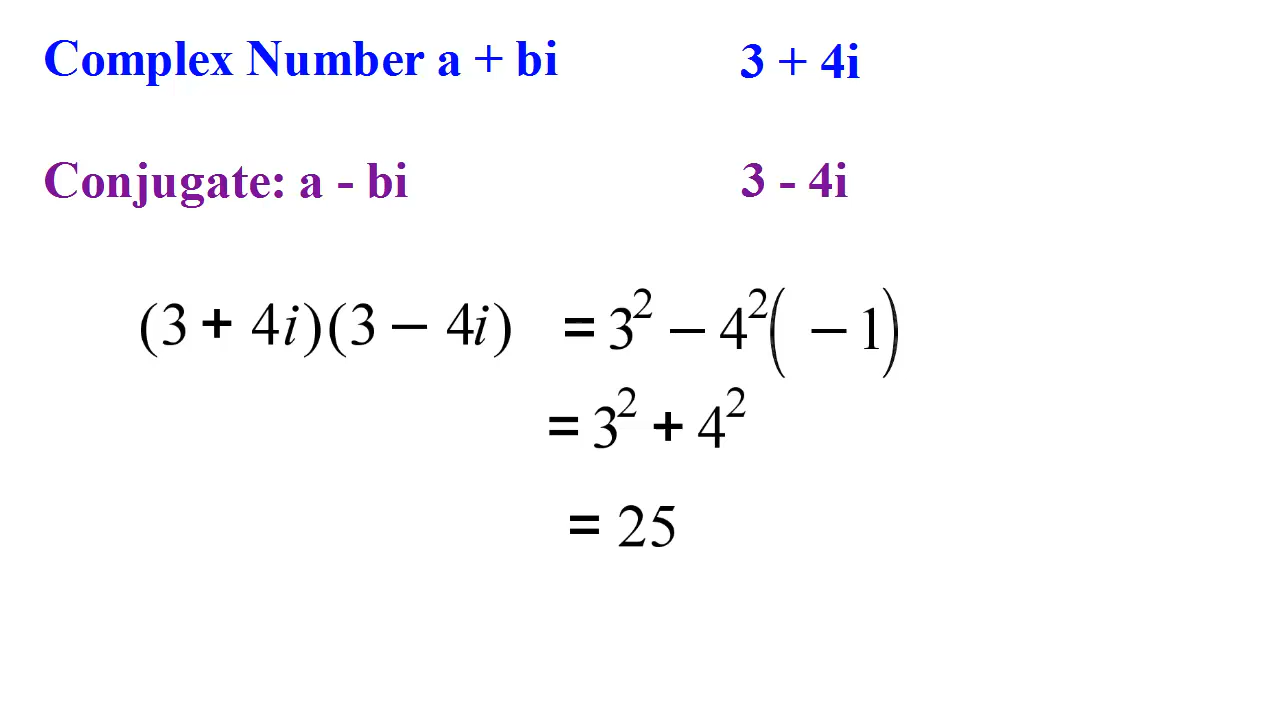 Complex Number a + bi 3 + 4i
Conjugate: a - bi 3 - 4i
(3 + 4i)(3 − 4i) = 3² − 4²( − 1)
= 3² + 4²
= 25